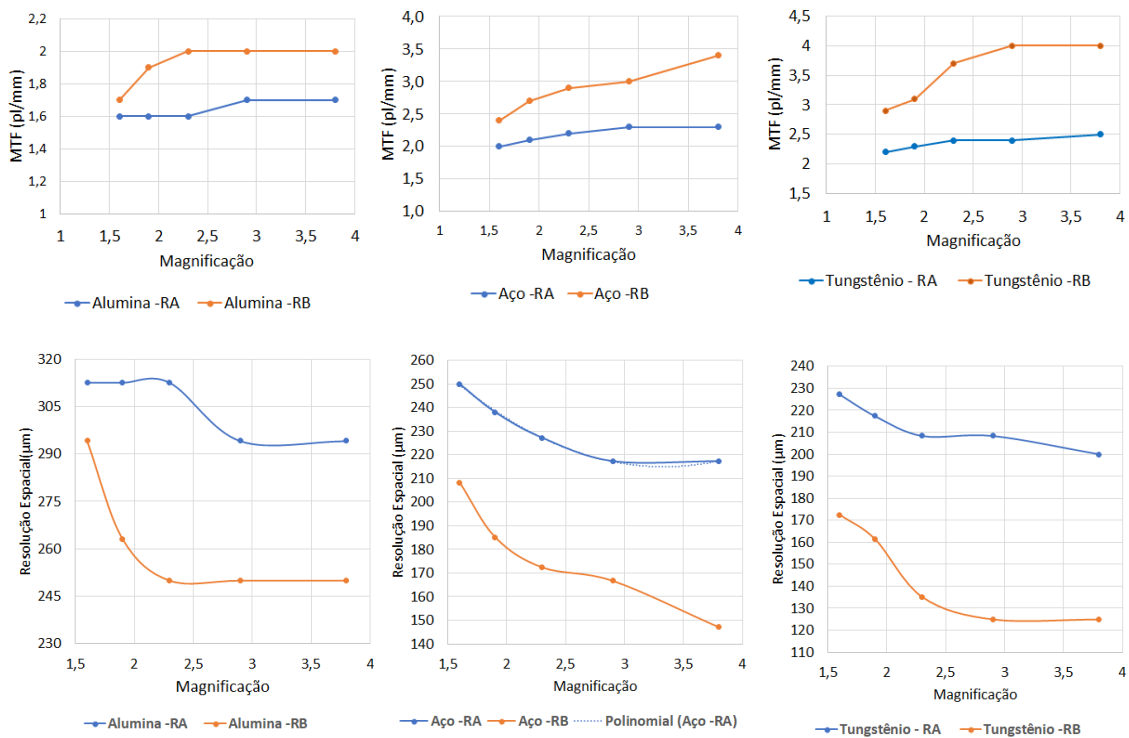 2,2
2
1,8
1,6
1,4
1,2
1
MTF (pl/mm)
1 1,5 2 2,5 3 3,5 4
Magnificação
Alumina -RA Alumina -RB
4,0
3,5
3,0
2,5
2,0
1,5
1,0
MTF (pl/mm)
1 1,5 2 2,5 3 3,5 4
Magnificação
Aço -RA Aço -RB
4,5
4
3,5
3
2,5
2
1,5
MTF (pl/mm)
1 1,5 2 2,5 3 3,5 4
Magnificação
Tungstênio - RA Tungstênio -RB
320
305
290
275
260
245
230
Resolução Espacial(µm)
1,5 2 2,5 3 3,5 4
Magnificação
Alumina -RA Alumina -RB
260
250
240
230
220
210
200
190
180
170
160
150
140
Resolução Espacial (µm)
1,5 2 2,5 3 3,5 4
Magnificação
Aço -RA Aço -RB Polinomial (Aço -RA)
240
230
220
210
200
190
180
170
160
150
140
130
120
110
Resolução Espacial (µm)
1,5 2 2,5 3 3,5 4
Magnificação
Tungstênio - RA Tungstênio -RB